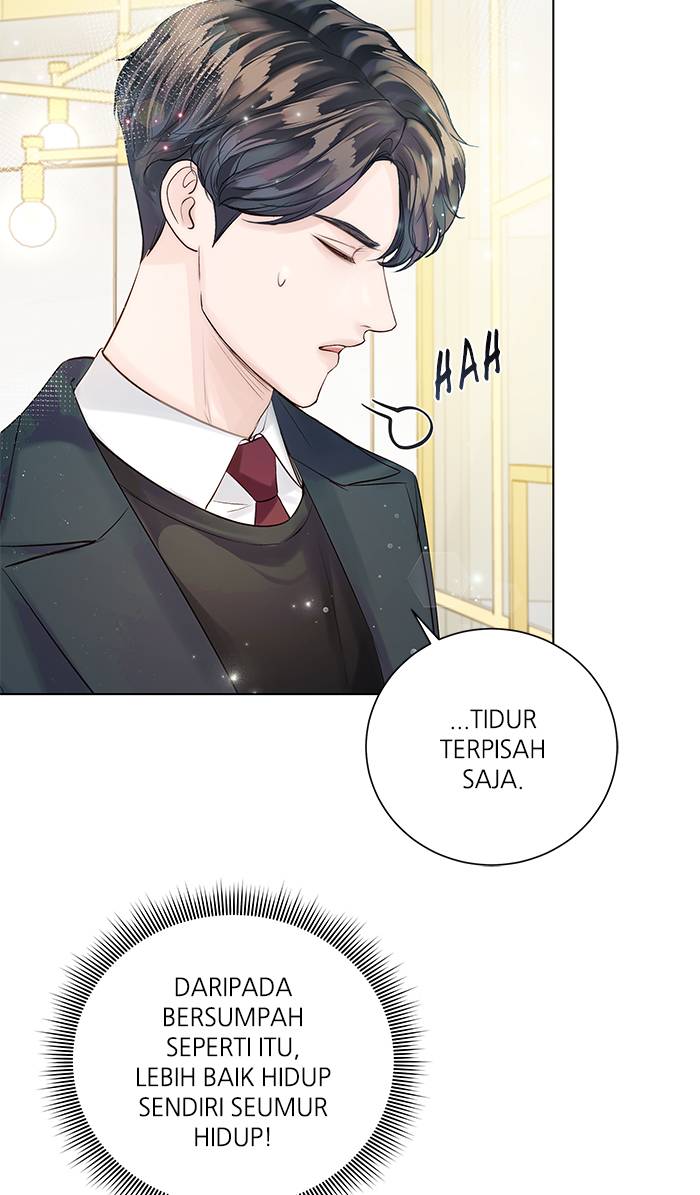 HAH
...TIDUR
TERPISAH
SAJA.
DARIPADA
BERSUMPAH
SEPERTI ITU,
LEBIH BAIK HIDUP
SENDIRI SEUMUR
HIDUP!